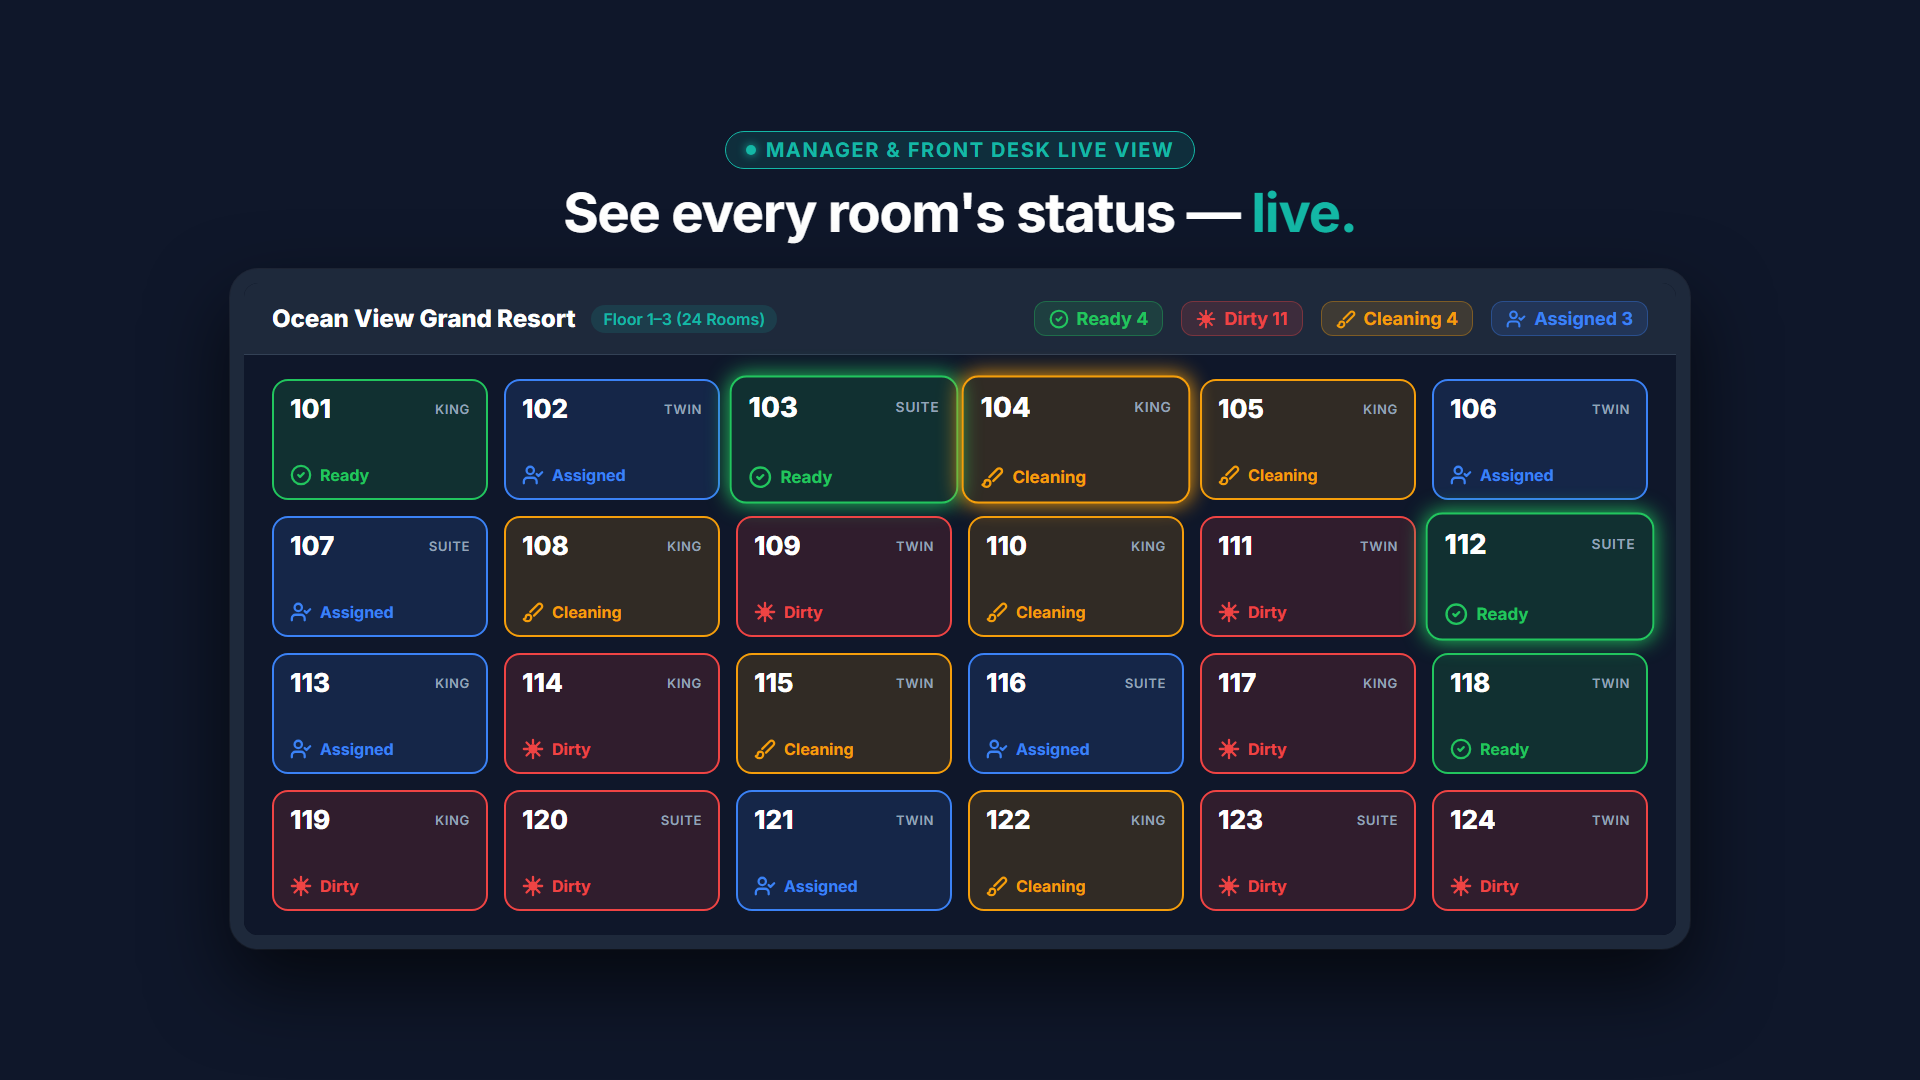 MANAGER & FRONT DESK LIVE VIEW
See every room's status — live.
Ocean View Grand Resort Floor 1–3 (24 Rooms) Ready 4 Dirty 11 Cleaning 4 Assigned 3
101 KING 102 TWIN 103 SUITE 104 KING 105 KING 106 TWIN
Ready Assigned Ready Cleaning Cleaning Assigned
107 SUITE 108 KING 109 TWIN 110 KING 111 TWIN 112 SUITE
Assigned Cleaning Dirty Cleaning Dirty Ready
113 KING 114 KING 115 TWIN 116 SUITE 117 KING 118 TWIN
Assigned Dirty Cleaning Assigned Dirty Ready
119 KING 120 SUITE 121 TWIN 122 KING 123 SUITE 124 TWIN
Dirty Dirty Assigned Cleaning Dirty Dirty